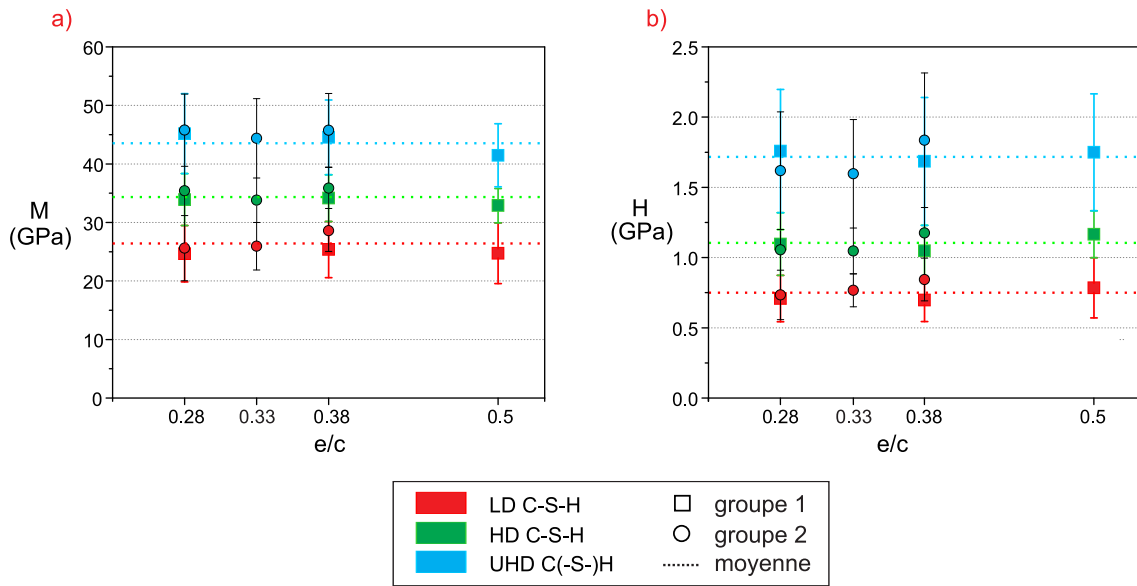 a)
60
50
40
30
20
10
0
M
(GPa)
0.28
0.33
0.38
0.5
e/c
b)
2.5
2.0
1.5
1.0
0.5
0.0
H
(GPa)
0.28
0.33
0.38
0.5
e/c
LD C-S-H
HD C-S-H
UHD C(-S-)H
groupe 1
groupe 2
moyenne